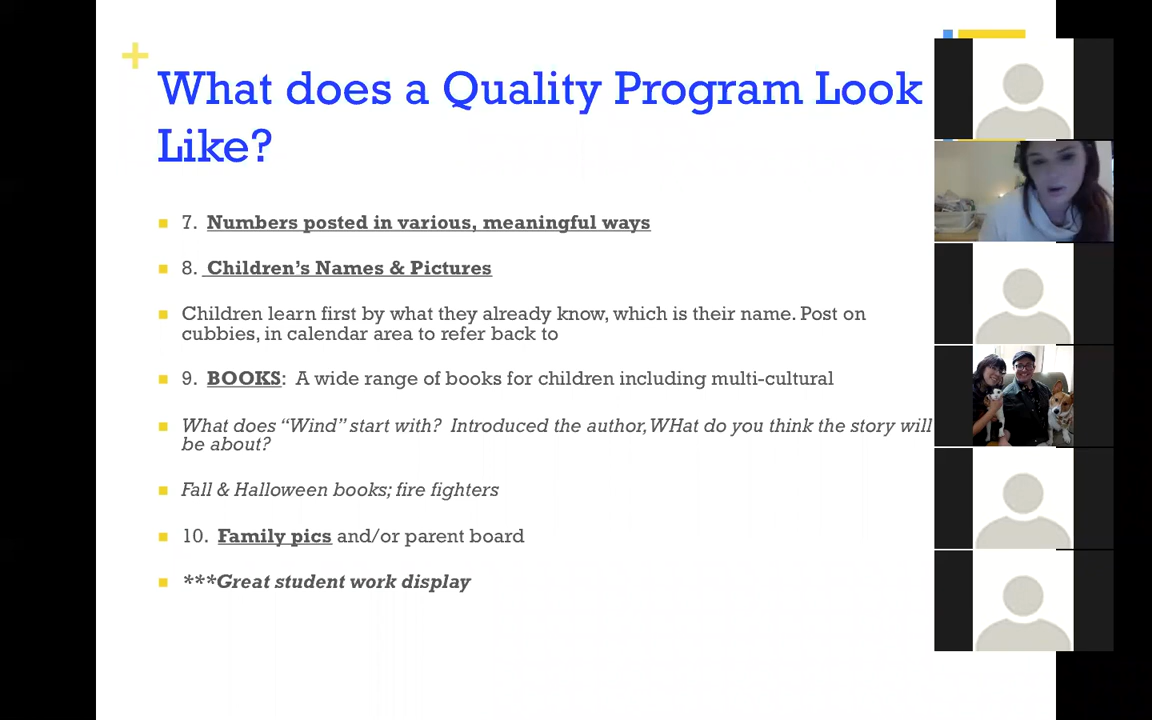 +
What does a Quality Program Look
Like?
7. Numbers posted in various, meaningful ways
8. Children's Names & Pictures
Children learn first by what they already know, which is their name. Post on
cubbies, in calendar area to refer back to
9. BOOKS: A wide range of books for children including multi-cultural
What does “Wind” start with? Introduced the author, WHat do you think the story will
be about?
Fall & Halloween books; fire fighters
10. Family pics and/or parent board
***Great student work display